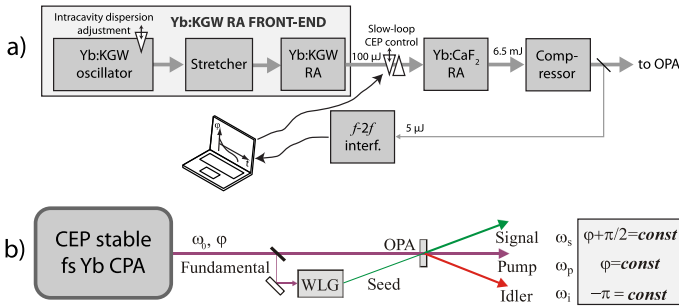 a)
Intracavity dispersion
adjustment
Yb:KGW RA FRONT-END
Yb:KGW
oscillator
Stretcher
Yb:KGW
RA
100 µJ
Slow-loop
CEP control
Yb:CaF₂
RA
6.5 mJ
Comp-
ressor
to OPA
φ
t
f-2f
interf.
5 µJ
b)
CEP stable
fs Yb CPA
ω₀, φ
Fundamental
WLG
Seed
OPA
Signal
Pump
Idler
ωs
ωp
ωi
φ+π/2=const
φ=const
−π = const